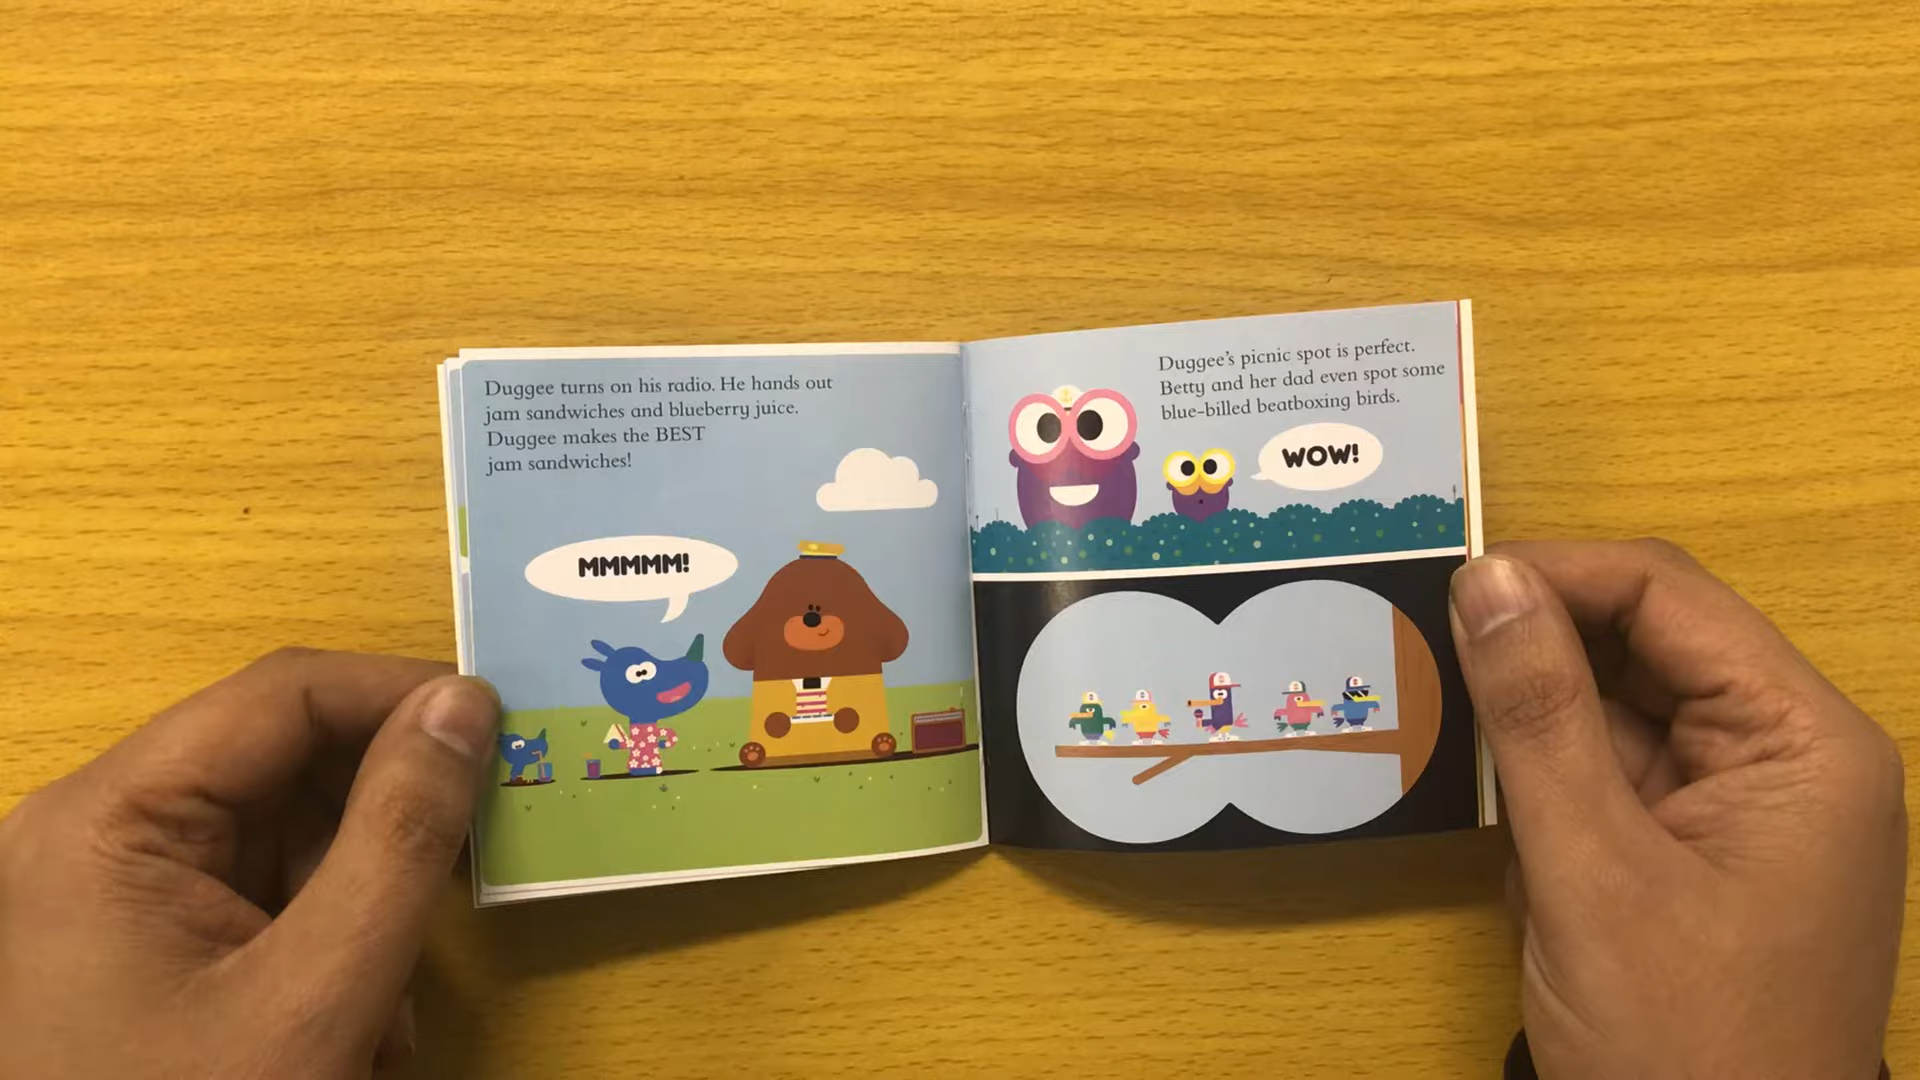 Duggee turns on his radio. He hands out
jam sandwiches and blueberry juice.
Duggee makes the BEST
jam sandwiches!
MMMMM!
Duggee's picnic spot is perfect.
Betty and her dad even spot some
blue-billed beatboxing birds.
WOW!